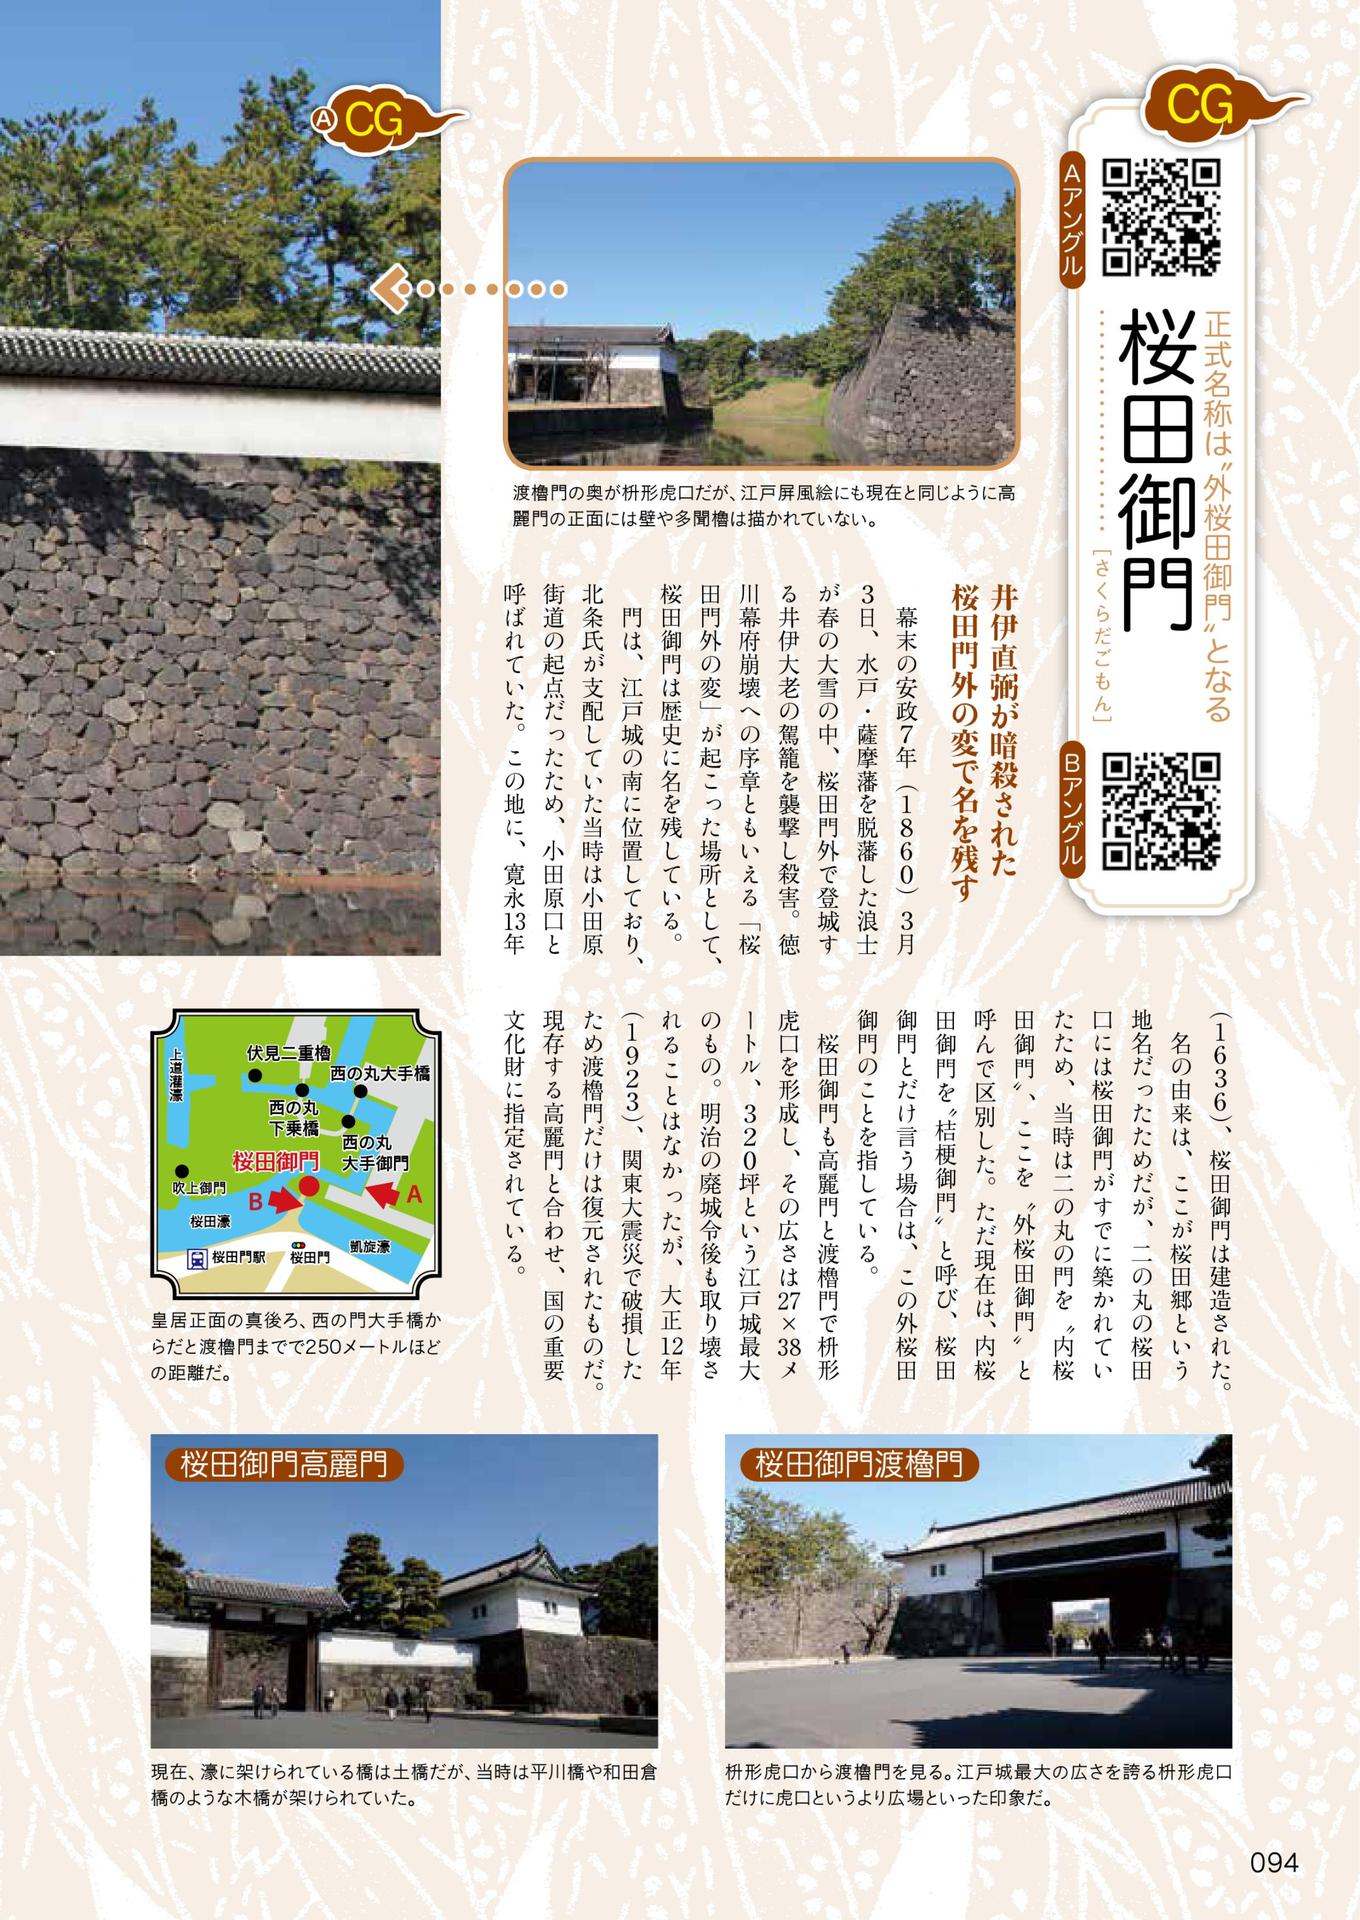 CG
Aアングル
正式名称は〝外桜田御門〟となる
桜田御門
[さくらだごもん]
Bアングル
A CG
渡櫓門の奥が枡形虎口だが、江戸屏風絵にも現在と同じように高
麗門の正面には壁や多聞櫓は描かれていない。
井伊直弼が暗殺された
桜田門外の変で名を残す
幕末の安政7年（1860）3月
3日、水戸・薩摩藩を脱藩した浪士
が春の大雪の中、桜田門外で登城す
る井伊大老の駕籠を襲撃し殺害。徳
川幕府崩壊への序章ともいえる「桜
田門外の変」が起こった場所として、
桜田御門は歴史に名を残している。
門は、江戸城の南に位置しており、
北条氏が支配していた当時は小田原
街道の起点だったため、小田原口と
呼ばれていた。この地に、寛永13年
（1636）、桜田御門は建造された。
名の由来は、ここが桜田郷という
地名だったためだが、二の丸の桜田
口には桜田御門がすでに築かれてい
たため、当時は二の丸の門を〝内桜
田御門〟、ここを〝外桜田御門〟と
呼んで区別した。ただ現在は、内桜
田御門を〝桔梗御門〟と呼び、桜田
御門とだけ言う場合は、この外桜田
御門のことを指している。
桜田御門も高麗門と渡櫓門で枡形
虎口を形成し、その広さは27×38メ
ートル、320坪という江戸城最大
のもの。明治の廃城令後も取り壊さ
れることはなかったが、大正12年
（1923）、関東大震災で破損した
ため渡櫓門だけは復元されたものだ。
現存する高麗門と合わせ、国の重要
文化財に指定されている。
上道灌濠
伏見二重櫓
西の丸大手橋
西の丸
下乗橋
西の丸
大手御門
桜田御門
吹上御門
B
A
桜田濠
凱旋濠
桜田門駅
桜田門
皇居正面の真後ろ、西の門大手橋か
らだと渡櫓門までで250メートルほど
の距離だ。
桜田御門高麗門
現在、濠に架けられている橋は土橋だが、当時は平川橋や和田倉
橋のような木橋が架けられていた。
桜田御門渡櫓門
枡形虎口から渡櫓門を見る。江戸城最大の広さを誇る枡形虎口
だけに虎口というより広場といった印象だ。
094